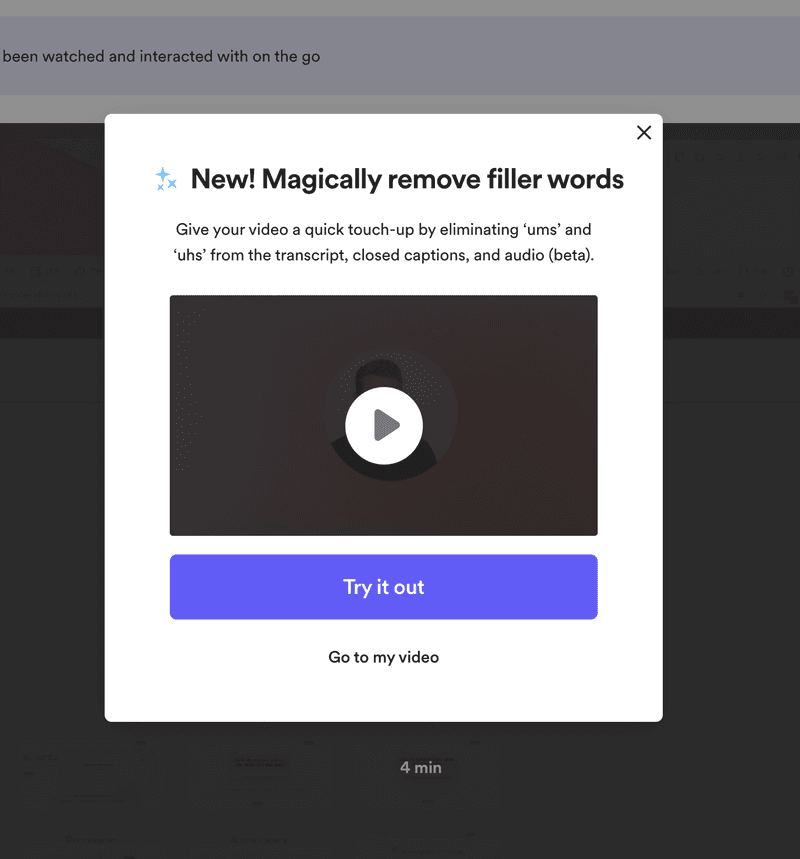 been watched and interacted with on the go
New! Magically remove filler words
Give your video a quick touch-up by eliminating ‘ums’ and
‘uhs’ from the transcript, closed captions, and audio (beta).
Try it out
Go to my video
4 min